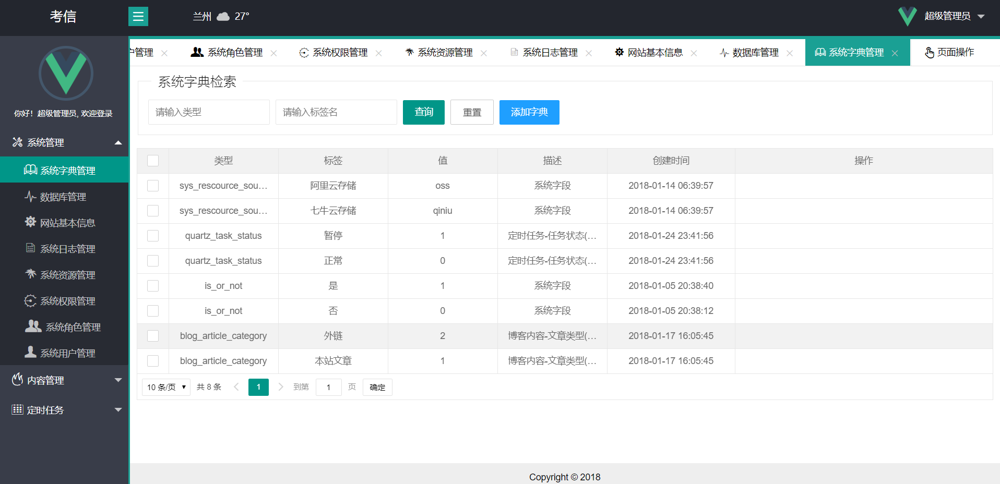 考信
兰州 27°
超级管理员
户管理 系统角色管理 系统权限管理 系统资源管理 系统日志管理 网站基本信息 数据库管理 系统字典管理 页面操作
你好！超级管理员, 欢迎登录
系统管理
系统字典管理
数据库管理
网站基本信息
系统日志管理
系统资源管理
系统权限管理
系统角色管理
系统用户管理
内容管理
定时任务
系统字典检索
请输入类型 请输入标签名 查询 重置 添加字典
类型 标签 值 描述 创建时间 操作
sys_rescource_sou... 阿里云存储 oss 系统字段 2018-01-14 06:39:57
sys_rescource_sou... 七牛云存储 qiniu 系统字段 2018-01-14 06:39:57
quartz_task_status 暂停 1 定时任务-任务状态(... 2018-01-24 23:41:56
quartz_task_status 正常 0 定时任务-任务状态(... 2018-01-24 23:41:56
is_or_not 是 1 系统字段 2018-01-05 20:38:40
is_or_not 否 0 系统字段 2018-01-05 20:38:12
blog_article_category 外链 2 博客内容-文章类型(... 2018-01-17 16:05:45
blog_article_category 本站文章 1 博客内容-文章类型(... 2018-01-17 16:05:45
10 条/页 共 8 条 1 到第 1 页 确定
Copyright © 2018